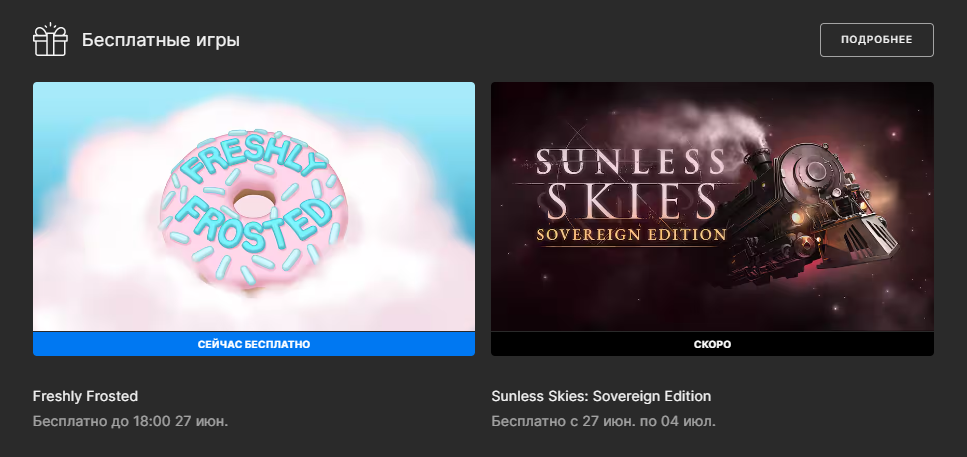 Бесплатные игры
ПОДРОБНЕЕ
FRESHLY
FROSTED
SUNLESS
SKIES
SOVEREIGN EDITION
СЕЙЧАС БЕСПЛАТНО
СКОРО
Freshly Frosted
Бесплатно до 18:00 27 июн.
Sunless Skies: Sovereign Edition
Бесплатно с 27 июн. по 04 июл.